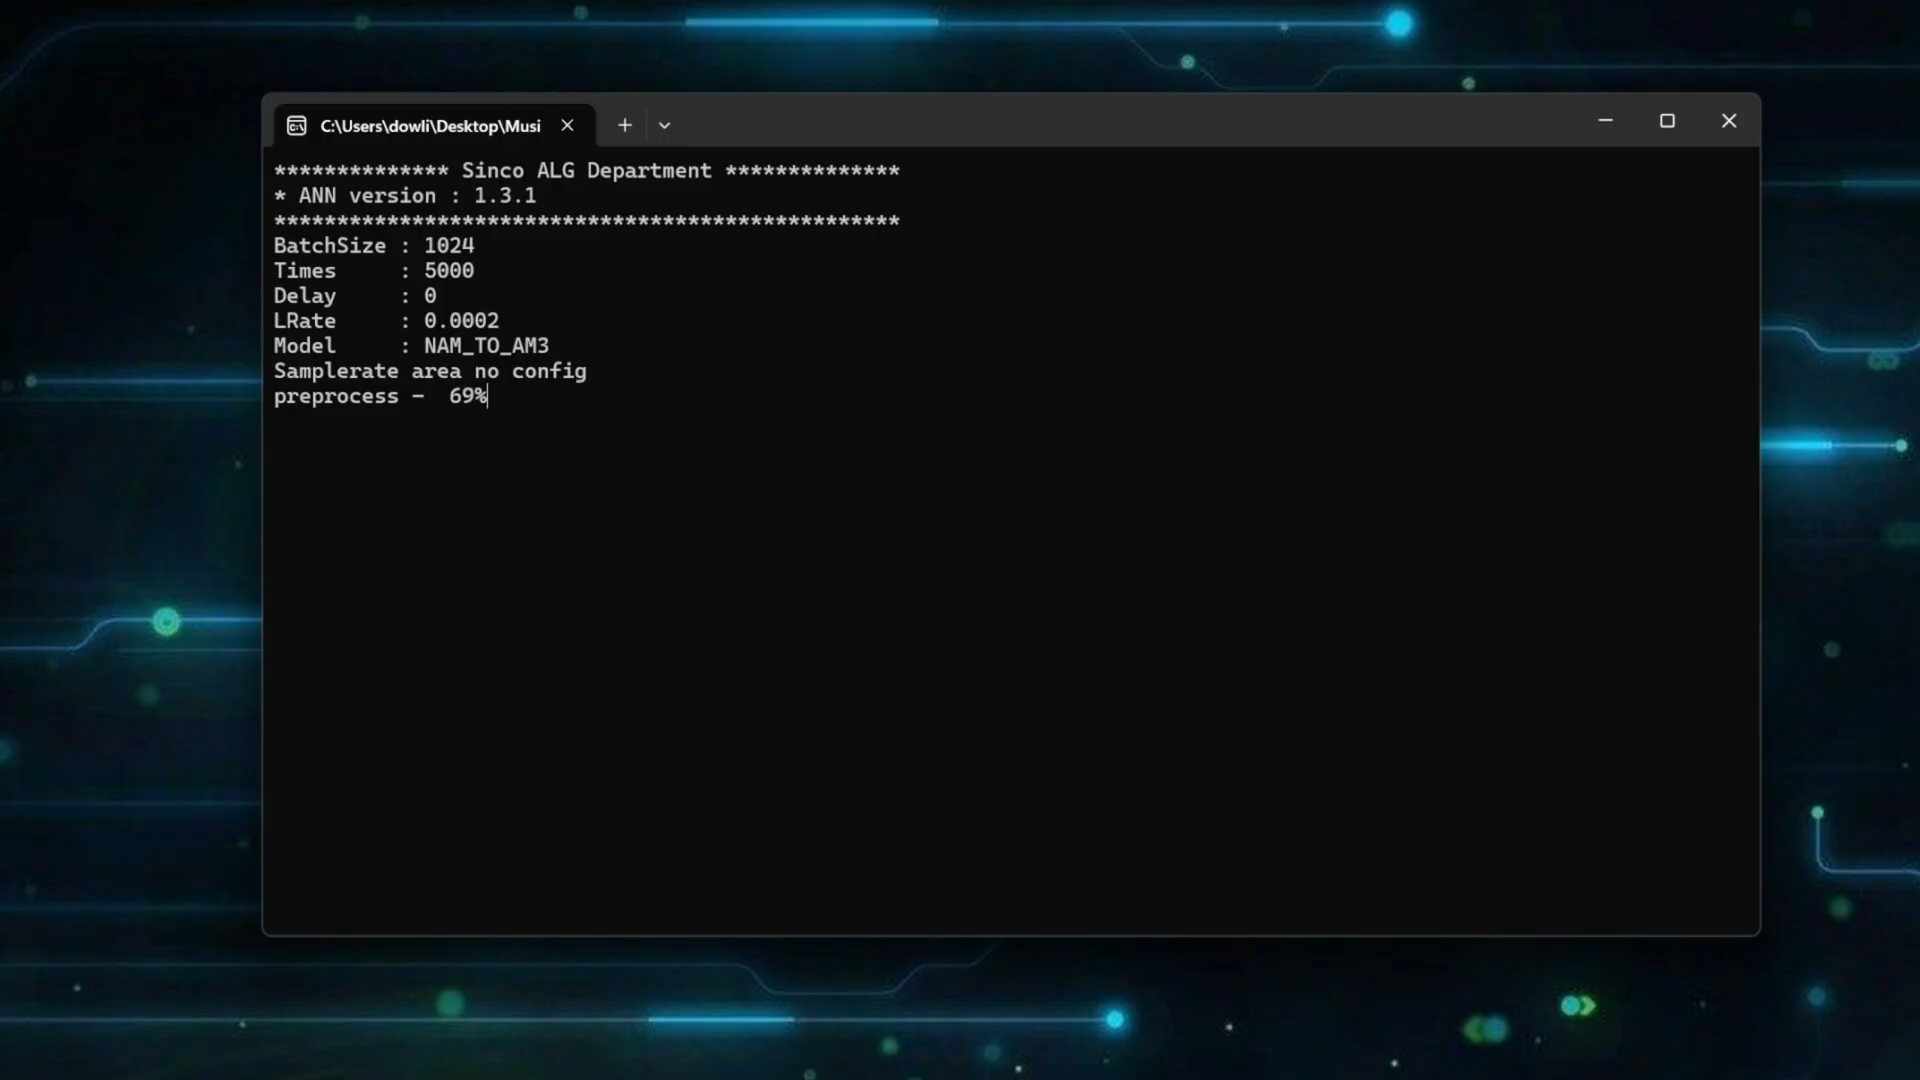 C:\Users\dowli\Desktop\Musi
************** Sinco ALG Department **************
* ANN version : 1.3.1
**************************************************
BatchSize : 1024
Times     : 5000
Delay     : 0
LRate     : 0.0002
Model     : NAM_TO_AM3
Samplerate area no config
preprocess -  69%